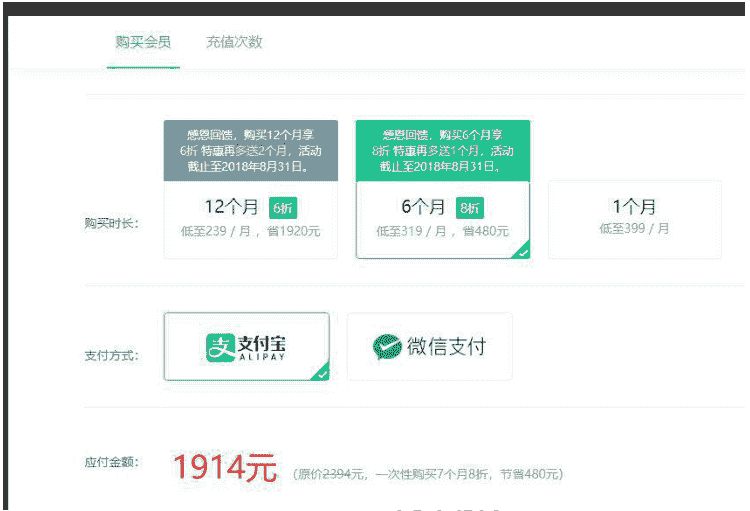 购买会员 充值次数
感恩回馈，购买12个月享
6折 特惠再多送2个月，活动
截止至2018年8月31日。
感恩回馈，购买6个月享
8折 特惠再多送1个月，活动
截止至2018年8月31日。
购买时长：
12个月 6折
低至239 / 月 ，省1920元
6个月 8折
低至319 / 月 ，省480元
1个月
低至399 / 月
支付方式：
支 支付宝
ALIPAY
微信支付
应付金额：
1914元 （原价2394元，一次性购买7个月8折，节省480元）